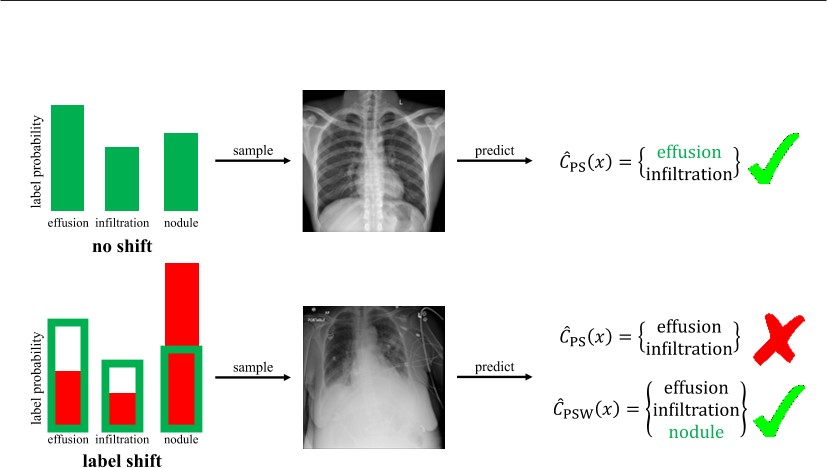 label probability
effusion infiltration nodule
no shift
sample
L
predict
Ĉ_PS(x) = { effusion
infiltration }
label probability
effusion infiltration nodule
label shift
sample
predict
Ĉ_PS(x) = { effusion
infiltration }
Ĉ_PSW(x) = { effusion
infiltration
nodule }